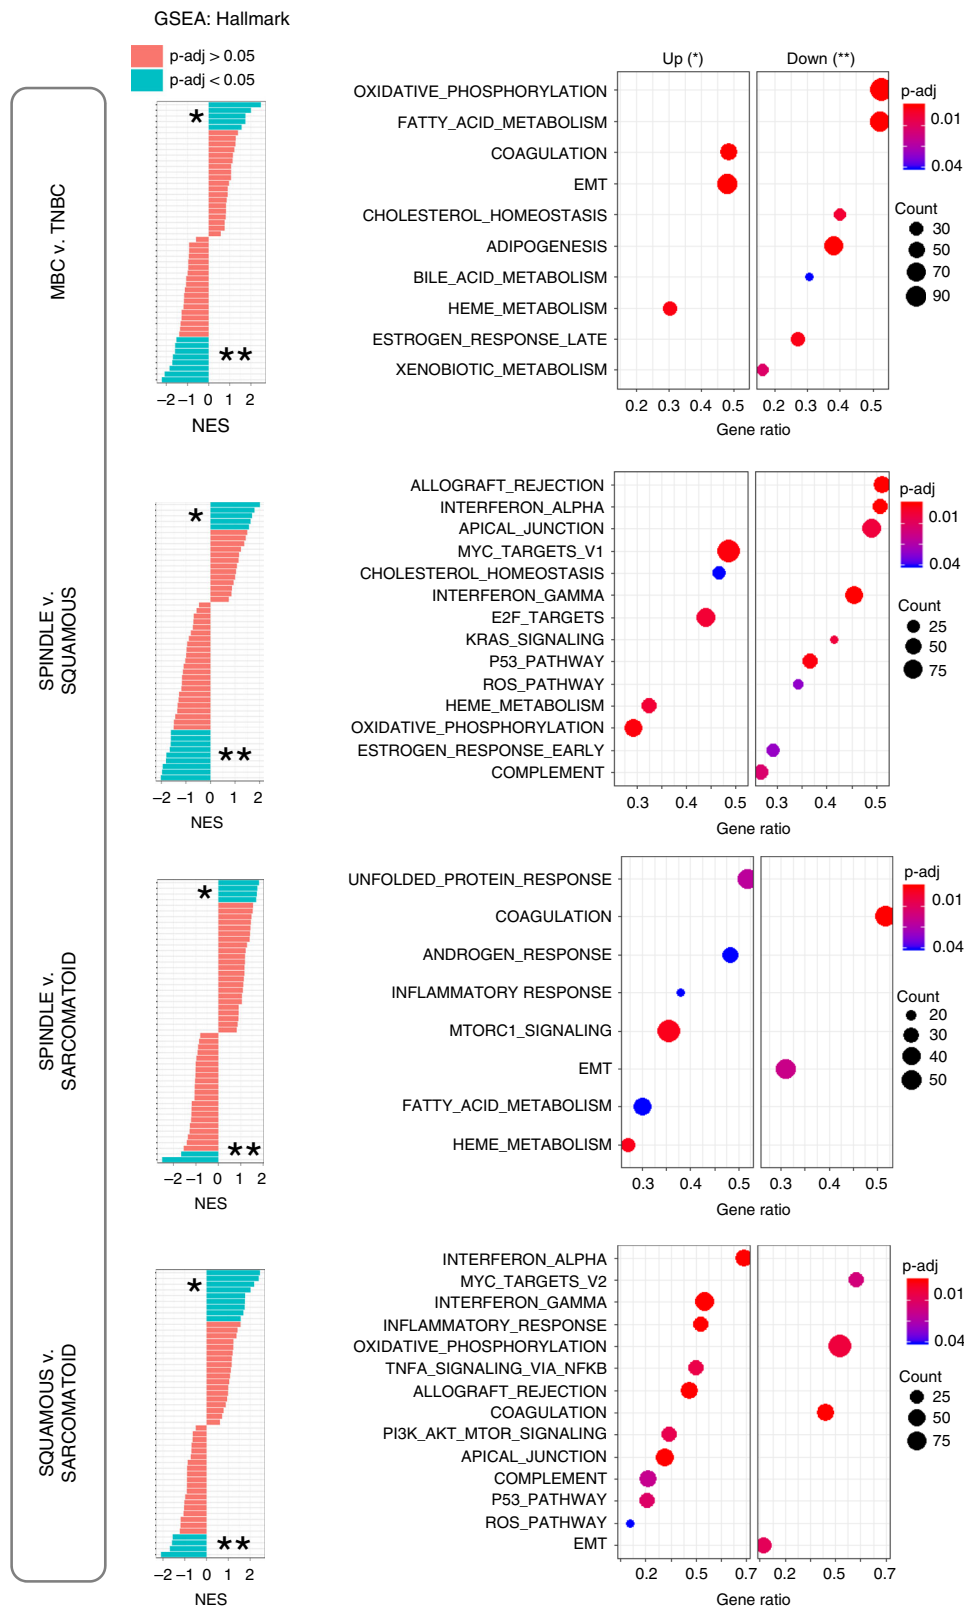 GSEA: Hallmark
p-adj > 0.05
p-adj < 0.05
MBC v. TNBC
*
**
−2 −1 0 1 2
NES
Up (*) Down (**)
OXIDATIVE_PHOSPHORYLATION
FATTY_ACID_METABOLISM
COAGULATION
EMT
CHOLESTEROL_HOMEOSTASIS
ADIPOGENESIS
BILE_ACID_METABOLISM
HEME_METABOLISM
ESTROGEN_RESPONSE_LATE
XENOBIOTIC_METABOLISM
0.2 0.3 0.4 0.5 0.2 0.3 0.4 0.5
Gene ratio
p-adj
0.01
0.04
Count
30
50
70
90
SPINDLE v.
SQUAMOUS
*
**
−2 −1 0 1 2
NES
ALLOGRAFT_REJECTION
INTERFERON_ALPHA
APICAL_JUNCTION
MYC_TARGETS_V1
CHOLESTEROL_HOMEOSTASIS
INTERFERON_GAMMA
E2F_TARGETS
KRAS_SIGNALING
P53_PATHWAY
ROS_PATHWAY
HEME_METABOLISM
OXIDATIVE_PHOSPHORYLATION
ESTROGEN_RESPONSE_EARLY
COMPLEMENT
0.3 0.4 0.5 0.3 0.4 0.5
Gene ratio
p-adj
0.01
0.04
Count
25
50
75
SPINDLE v.
SARCOMATOID
*
**
−2 −1 0 1 2
NES
UNFOLDED_PROTEIN_RESPONSE
COAGULATION
ANDROGEN_RESPONSE
INFLAMMATORY RESPONSE
MTORC1_SIGNALING
EMT
FATTY_ACID_METABOLISM
HEME_METABOLISM
0.3 0.4 0.5 0.3 0.4 0.5
Gene ratio
p-adj
0.01
0.04
Count
20
30
40
50
SQUAMOUS v.
SARCOMATOID
*
**
−2 −1 0 1 2
NES
INTERFERON_ALPHA
MYC_TARGETS_V2
INTERFERON_GAMMA
INFLAMMATORY_RESPONSE
OXIDATIVE_PHOSPHORYLATION
TNFA_SIGNALING_VIA_NFKB
ALLOGRAFT_REJECTION
COAGULATION
PI3K_AKT_MTOR_SIGNALING
APICAL_JUNCTION
COMPLEMENT
P53_PATHWAY
ROS_PATHWAY
EMT
0.2 0.5 0.7 0.2 0.5 0.7
Gene ratio
p-adj
0.01
0.04
Count
25
50
75